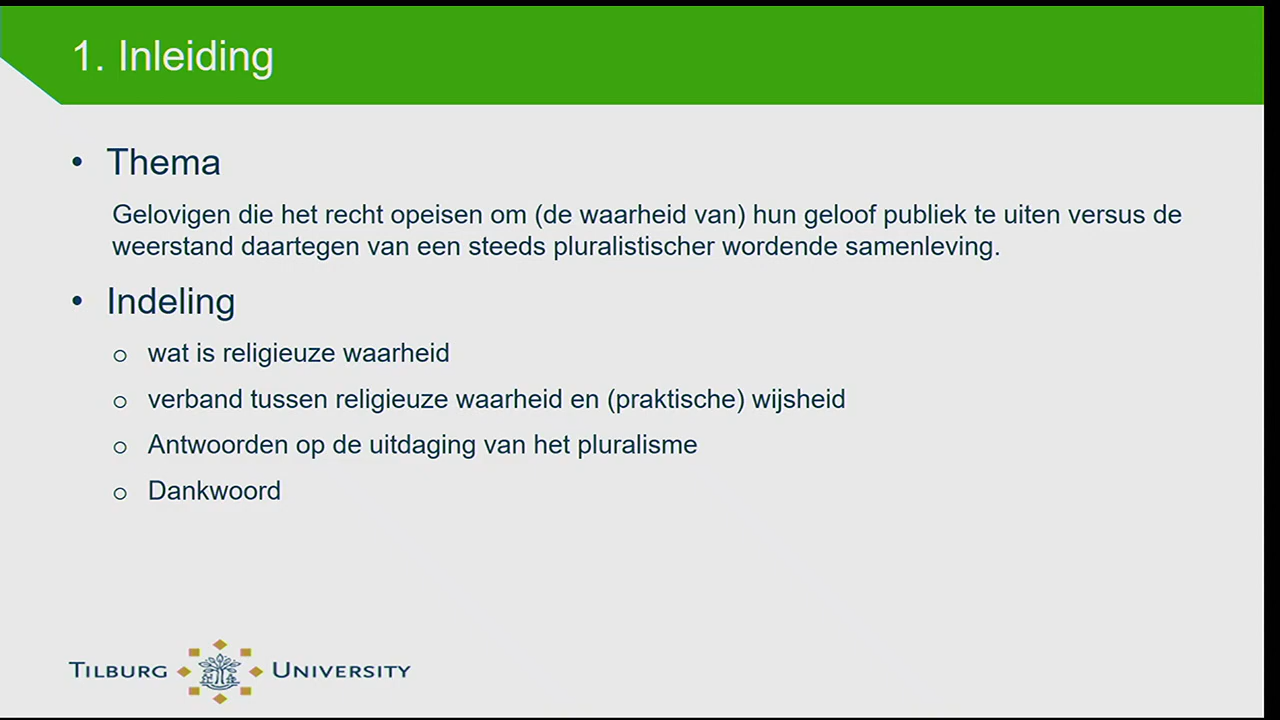 1. Inleiding
• Thema
Gelovigen die het recht opeisen om (de waarheid van) hun geloof publiek te uiten versus de
weerstand daartegen van een steeds pluralistischer wordende samenleving.
• Indeling
o wat is religieuze waarheid
o verband tussen religieuze waarheid en (praktische) wijsheid
o Antwoorden op de uitdaging van het pluralisme
o Dankwoord
TILBURG UNIVERSITY